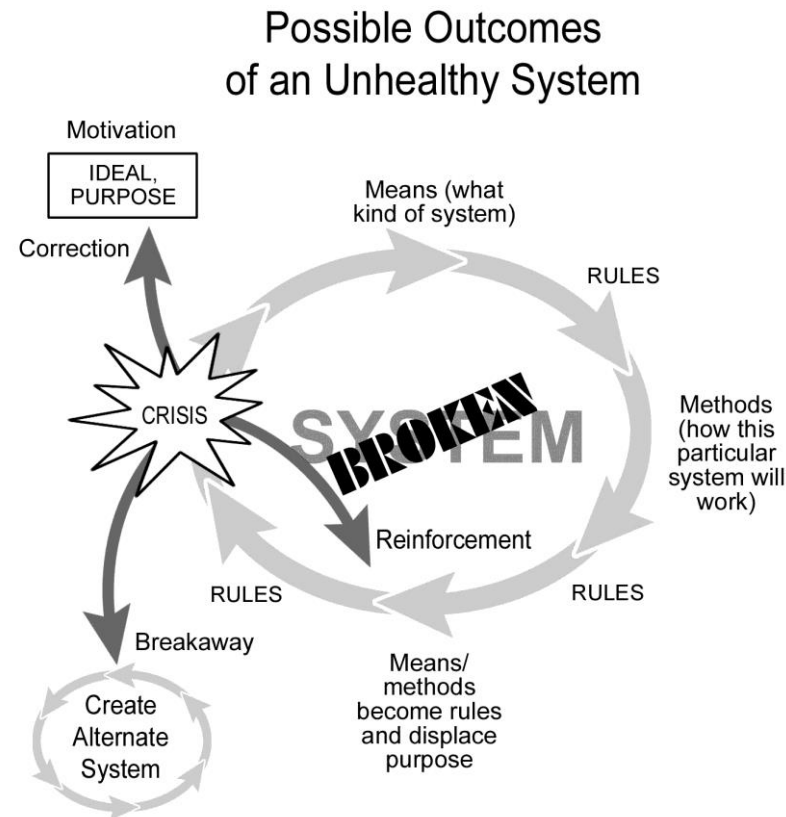 Possible Outcomes
of an Unhealthy System
Motivation
IDEAL,
PURPOSE
Correction
Means (what
kind of system)
RULES
CRISIS
SYSTEM
BROKEN
Methods
(how this
particular
system will
work)
Reinforcement
RULES
RULES
Breakaway
Means/
methods
become rules
and displace
purpose
Create
Alternate
System